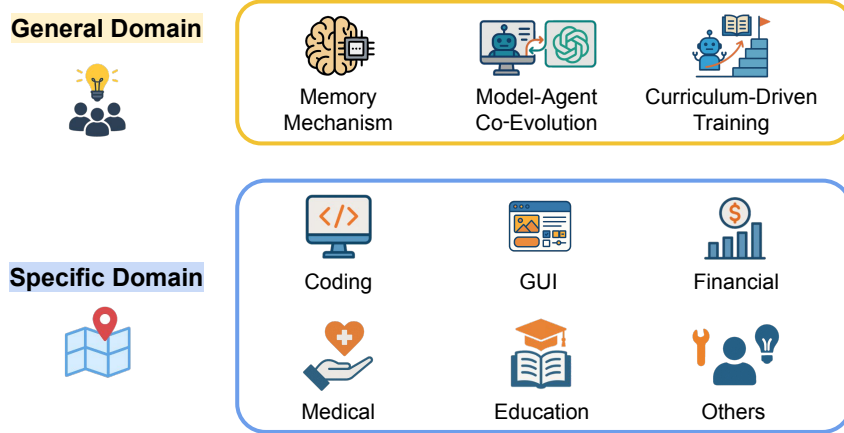 General Domain
Memory
Mechanism
Model-Agent
Co-Evolution
Curriculum-Driven
Training
Specific Domain
</>
Coding
GUI
$
Financial
Medical
Education
Others